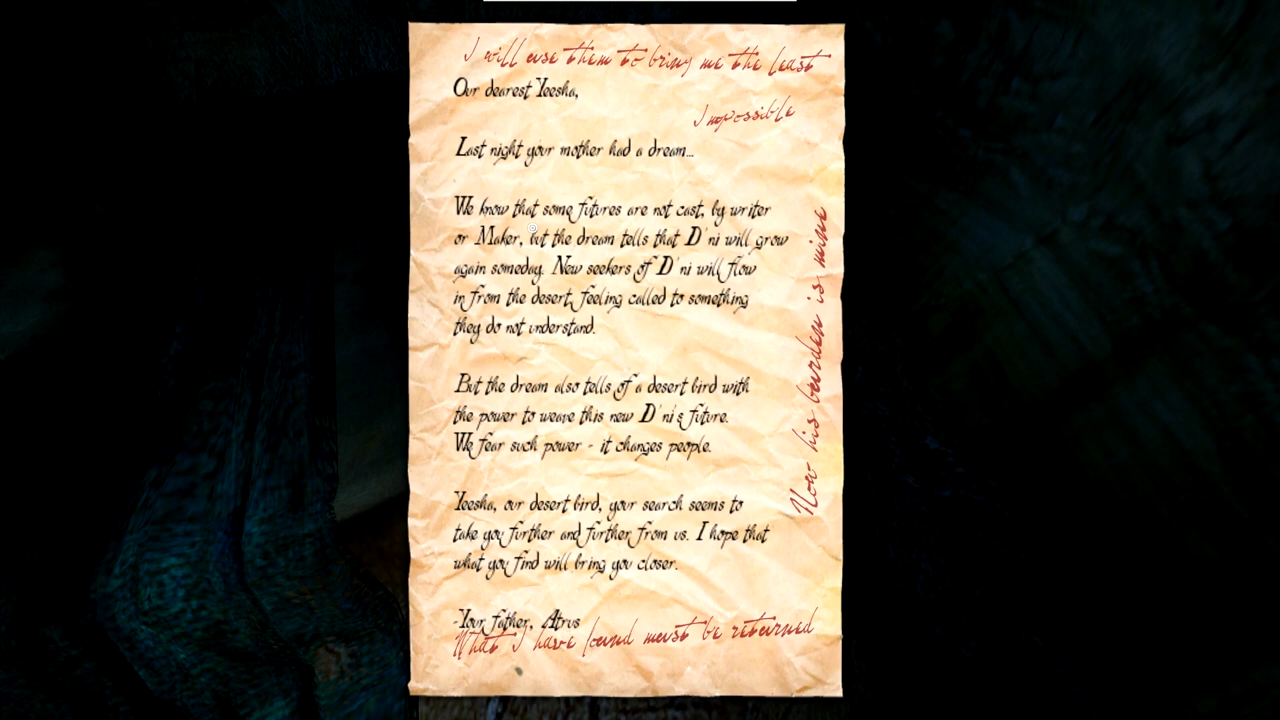 I will use them to bring me the least
Our dearest Yeesha,
Impossible
Last night your mother had a dream...
We know that some futures are not cast, by writer
or Maker, but the dream tells that D'ni will grow
again someday. New seekers of D'ni will flow
in from the desert, feeling called to something
they do not understand.
But the dream also tells of a desert bird with
the power to weave this new D'ni's future.
We fear such power - it changes people.
Yeesha, our desert bird, your search seems to
take you further and further from us. I hope that
what you find will bring you closer.
-Your father, Atrus
What I have found must be returned
Now his burden is mine